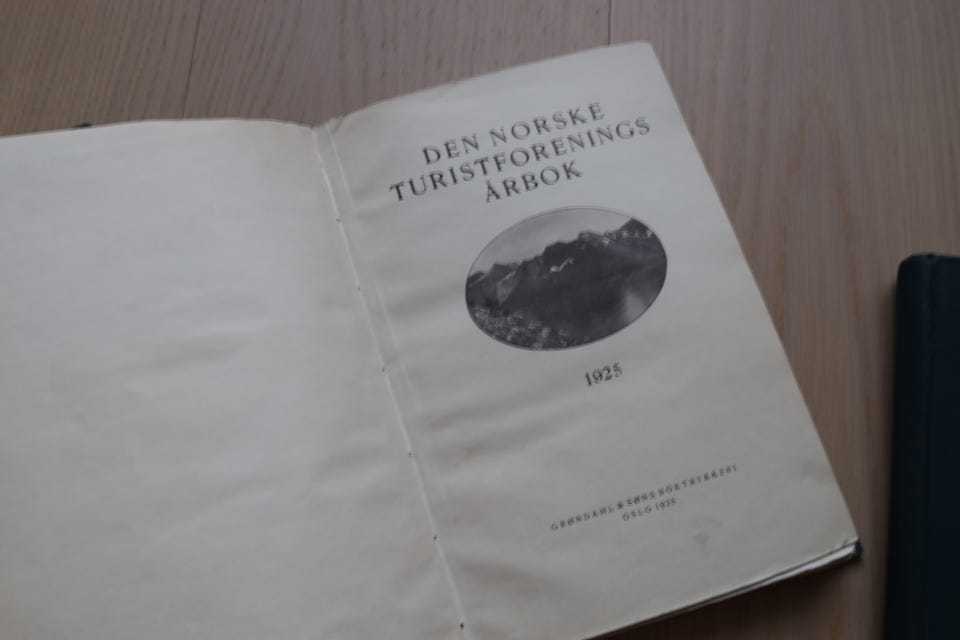 DEN NORSKE
TURISTFORENINGS
ÅRBOK
1925
GRØNDAHL & SØNS BOKTRYKKERI
OSLO 1925